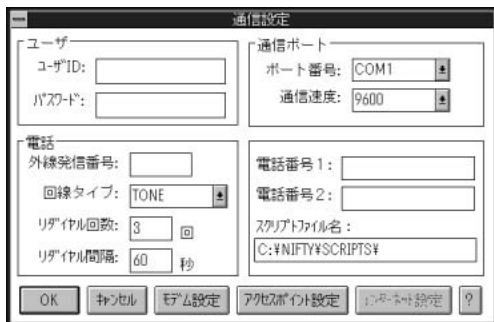 通信設定
ユーザ
ユーザID:
パスワード:
通信ポート
ポート番号: COM1
通信速度: 9600
電話
外線発信番号:
回線タイプ: TONE
リダイヤル回数: 3 回
リダイヤル間隔: 60 秒
電話番号1:
電話番号2:
スクリプトファイル名:
C:¥NIFTY¥SCRIPTS¥
OK キャンセル モデム設定 アクセスポイント設定 インターネット設定 ?